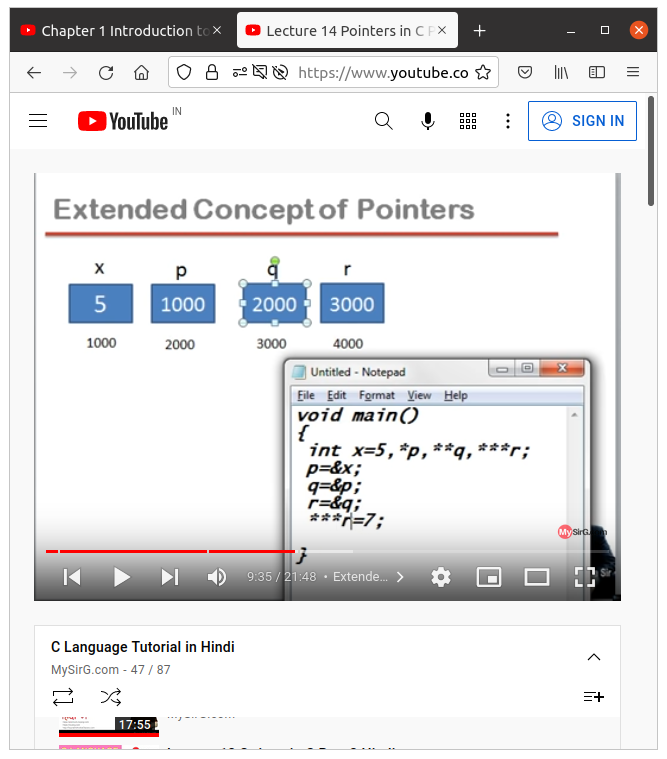 Chapter 1 Introduction to
Lecture 14 Pointers in C P
https://www.youtube.co
YouTube IN
SIGN IN
Extended Concept of Pointers
x p q r
5 1000 2000 3000
1000 2000 3000 4000
Untitled - Notepad
File Edit Format View Help
void main()
{
int x=5,*p,**q,***r;
p=&x;
q=&p;
r=&q;
***r=7;
}
9:35 / 21:48 • Extende...
C Language Tutorial in Hindi
MySirG.com - 47 / 87
17:55